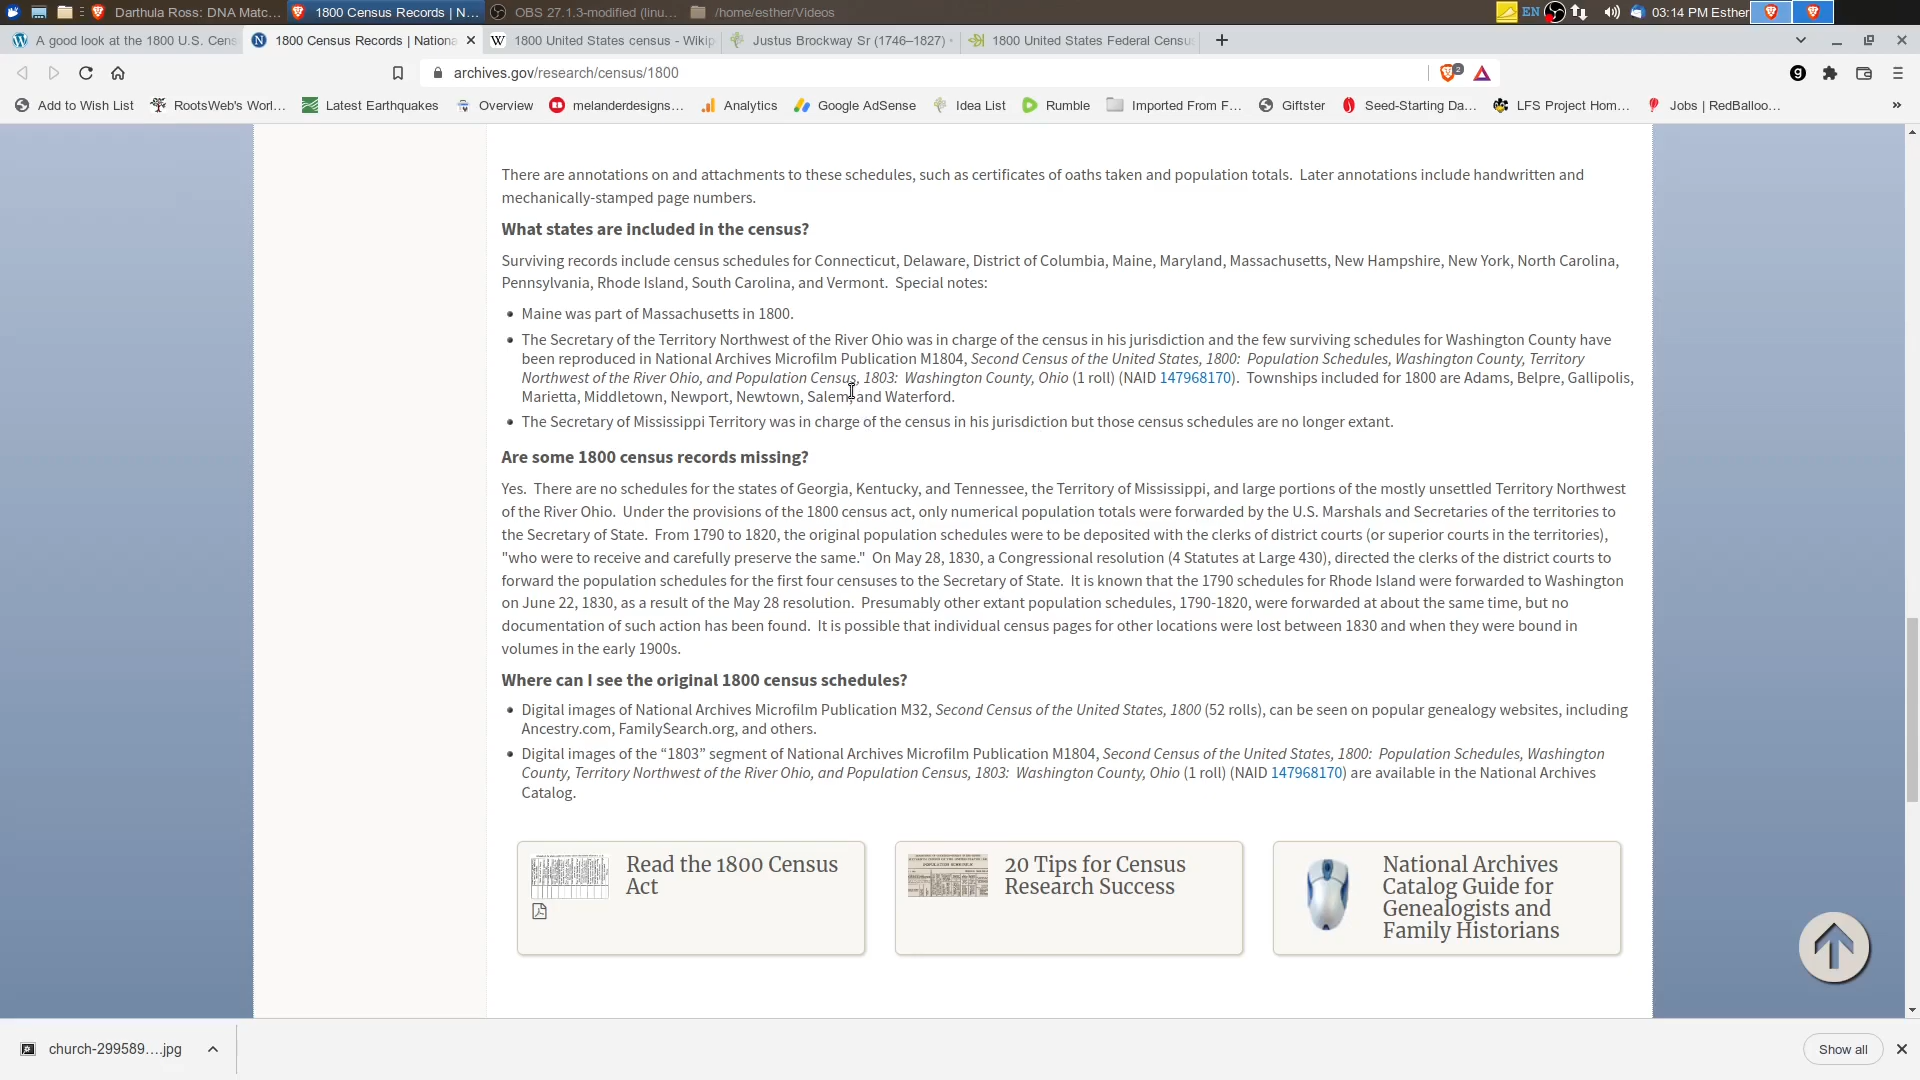 Darthula Ross: DNA Matc...
1800 Census Records | N...
OBS 27.1.3-modified (linu...
/home/esther/Videos
EN
03:14 PM Esther
A good look at the 1800 U.S. Cens
1800 Census Records | Nationa
1800 United States census - Wikip
Justus Brockway Sr (1746–1827)
1800 United States Federal Census
archives.gov/research/census/1800
2
Add to Wish List
RootsWeb's Worl...
Latest Earthquakes
Overview
melanderdesigns...
Analytics
Google AdSense
Idea List
Rumble
Imported From F...
Giftster
Seed-Starting Da...
LFS Project Hom...
Jobs | RedBalloo...
There are annotations on and attachments to these schedules, such as certificates of oaths taken and population totals.  Later annotations include handwritten and
mechanically-stamped page numbers.
What states are included in the census?
Surviving records include census schedules for Connecticut, Delaware, District of Columbia, Maine, Maryland, Massachusetts, New Hampshire, New York, North Carolina,
Pennsylvania, Rhode Island, South Carolina, and Vermont.  Special notes:
Maine was part of Massachusetts in 1800.
The Secretary of the Territory Northwest of the River Ohio was in charge of the census in his jurisdiction and the few surviving schedules for Washington County have
been reproduced in National Archives Microfilm Publication M1804, Second Census of the United States, 1800:  Population Schedules, Washington County, Territory
Northwest of the River Ohio, and Population Census, 1803:  Washington County, Ohio (1 roll) (NAID 147968170).  Townships included for 1800 are Adams, Belpre, Gallipolis,
Marietta, Middletown, Newport, Newtown, Salem, and Waterford.
The Secretary of Mississippi Territory was in charge of the census in his jurisdiction but those census schedules are no longer extant.
Are some 1800 census records missing?
Yes.  There are no schedules for the states of Georgia, Kentucky, and Tennessee, the Territory of Mississippi, and large portions of the mostly unsettled Territory Northwest
of the River Ohio.  Under the provisions of the 1800 census act, only numerical population totals were forwarded by the U.S. Marshals and Secretaries of the territories to
the Secretary of State.  From 1790 to 1820, the original population schedules were to be deposited with the clerks of district courts (or superior courts in the territories),
"who were to receive and carefully preserve the same."  On May 28, 1830, a Congressional resolution (4 Statutes at Large 430), directed the clerks of the district courts to
forward the population schedules for the first four censuses to the Secretary of State.  It is known that the 1790 schedules for Rhode Island were forwarded to Washington
on June 22, 1830, as a result of the May 28 resolution.  Presumably other extant population schedules, 1790-1820, were forwarded at about the same time, but no
documentation of such action has been found.  It is possible that individual census pages for other locations were lost between 1830 and when they were bound in
volumes in the early 1900s.
Where can I see the original 1800 census schedules?
Digital images of National Archives Microfilm Publication M32, Second Census of the United States, 1800 (52 rolls), can be seen on popular genealogy websites, including
Ancestry.com, FamilySearch.org, and others.
Digital images of the “1803” segment of National Archives Microfilm Publication M1804, Second Census of the United States, 1800:  Population Schedules, Washington
County, Territory Northwest of the River Ohio, and Population Census, 1803:  Washington County, Ohio (1 roll) (NAID 147968170) are available in the National Archives
Catalog.
Read the 1800 Census
Act
20 Tips for Census
Research Success
National Archives
Catalog Guide for
Genealogists and
Family Historians
church-299589....jpg
Show all